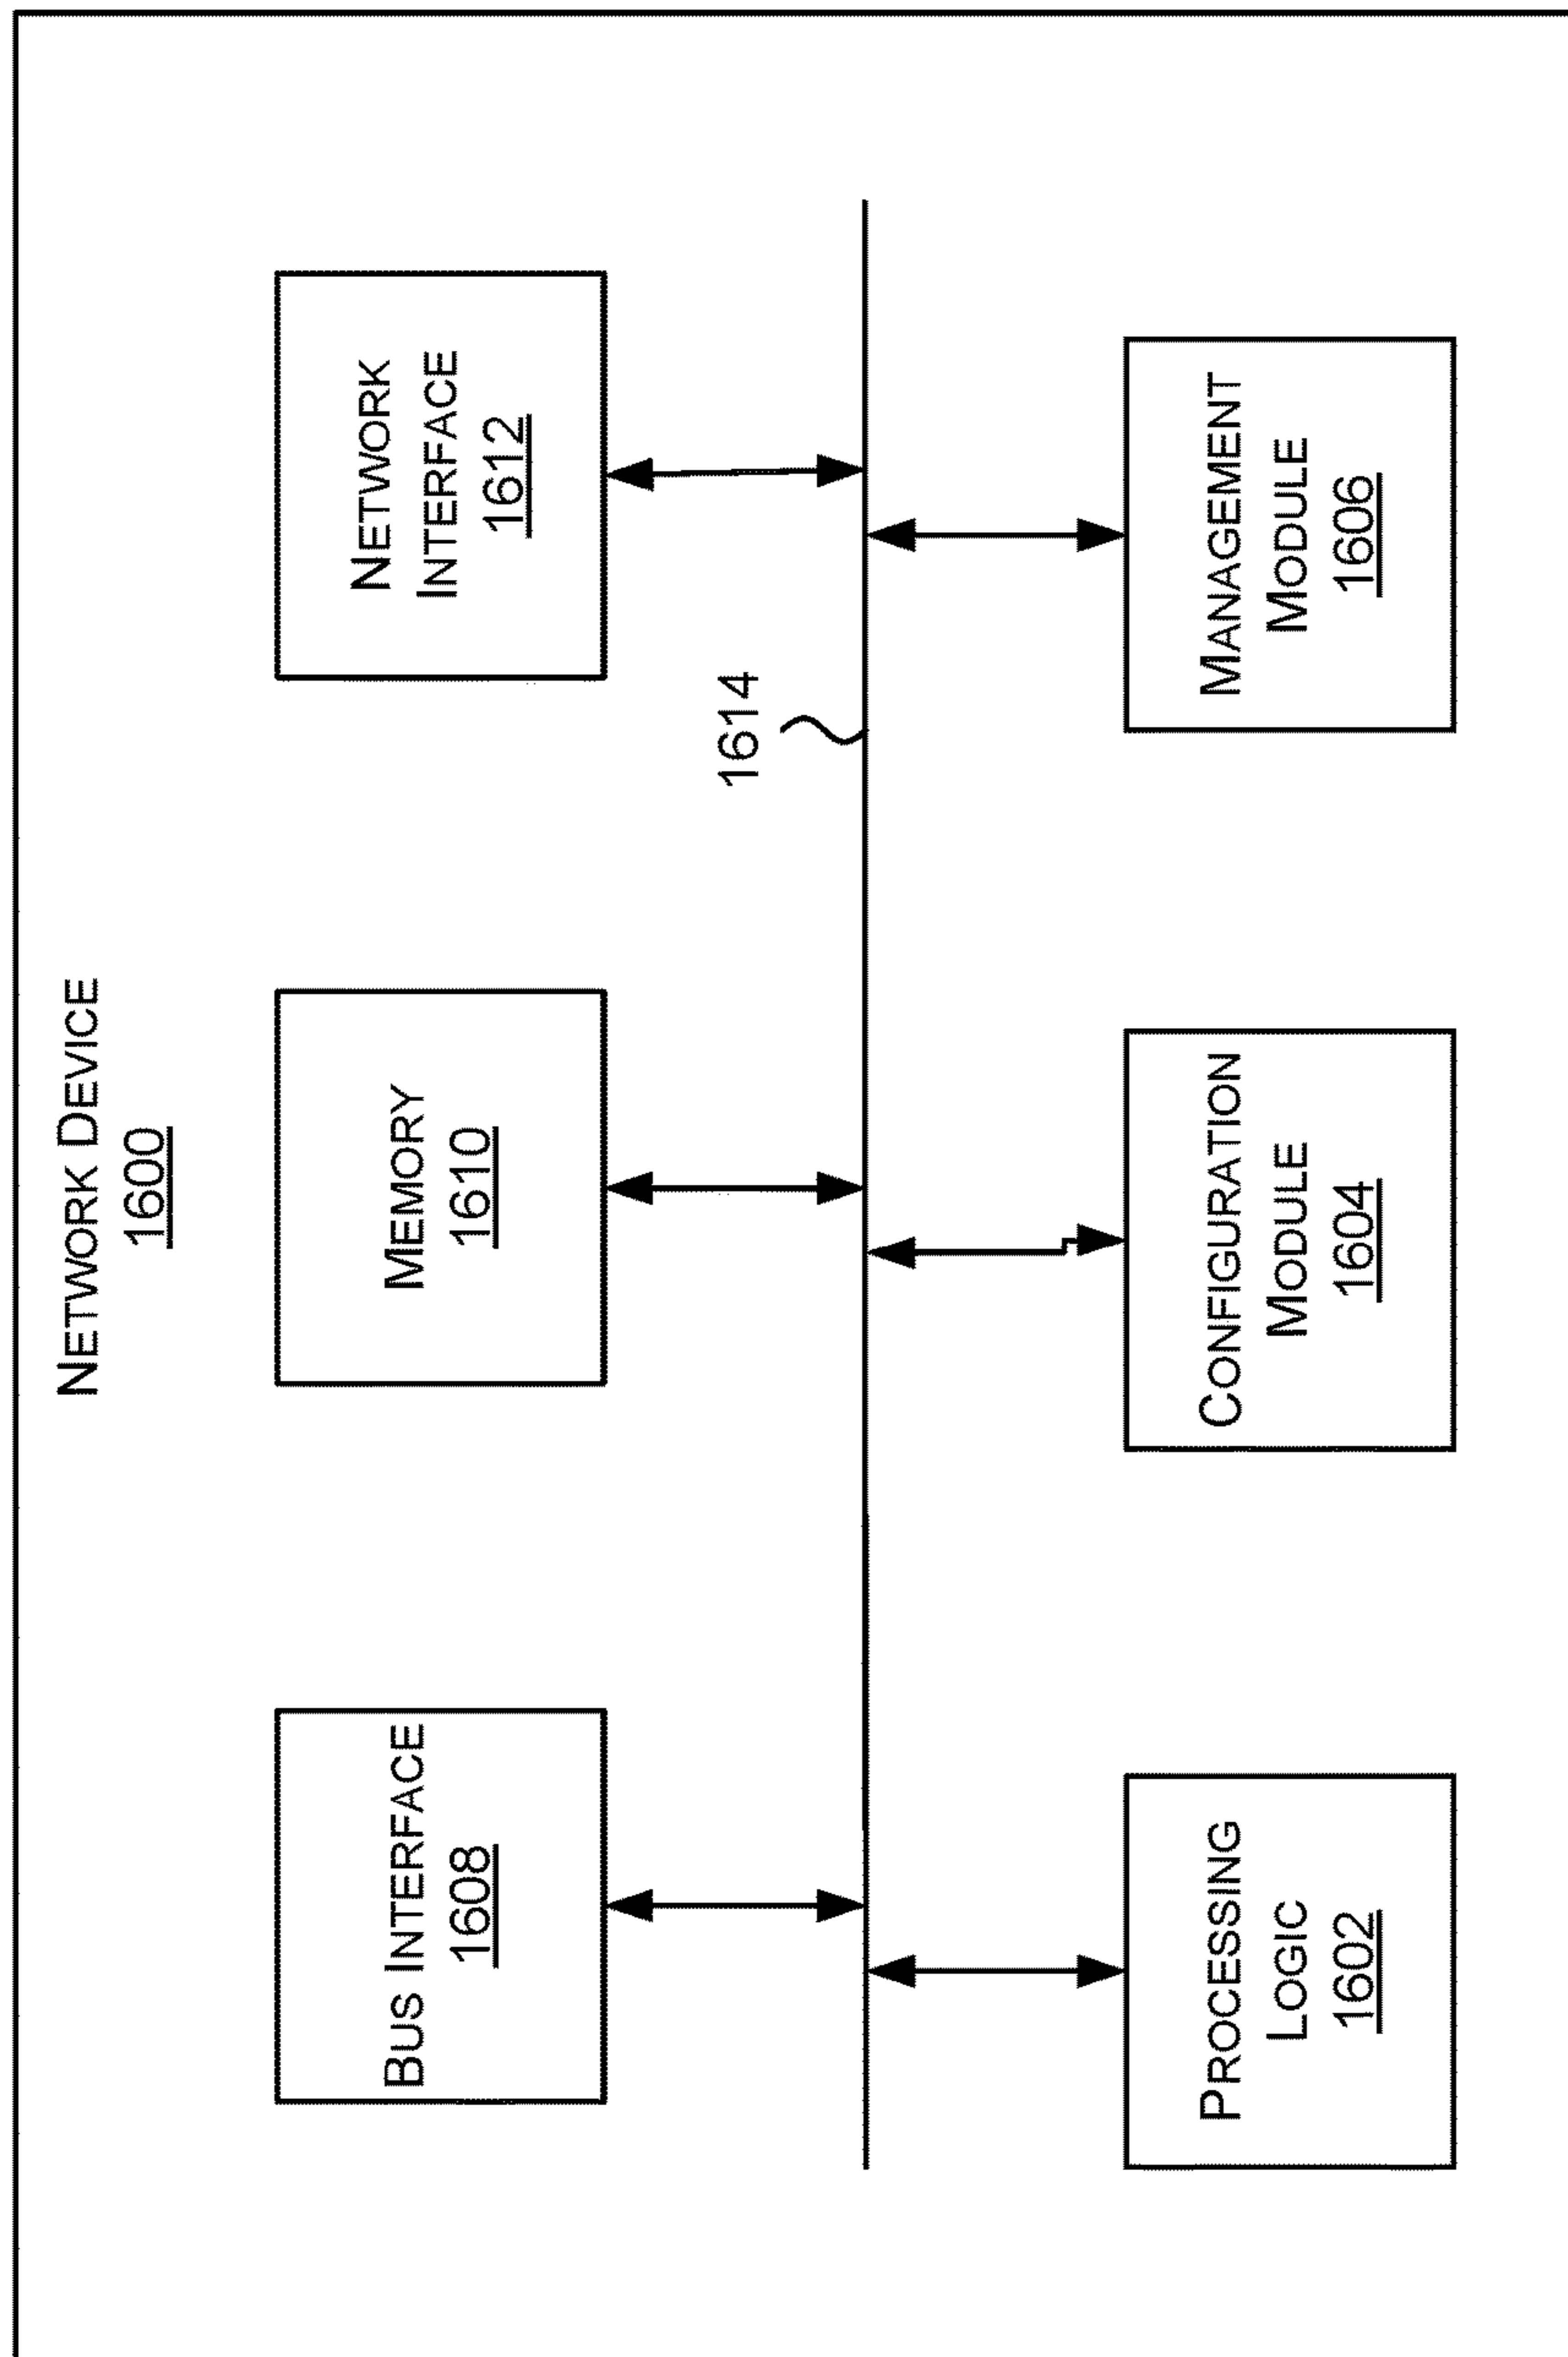 NETWORK DEVICE
1600
BUS INTERFACE
1608
MEMORY
1610
NETWORK
INTERFACE
1612
1614
PROCESSING
LOGIC
1602
CONFIGURATION
MODULE
1604
MANAGEMENT
MODULE
1606